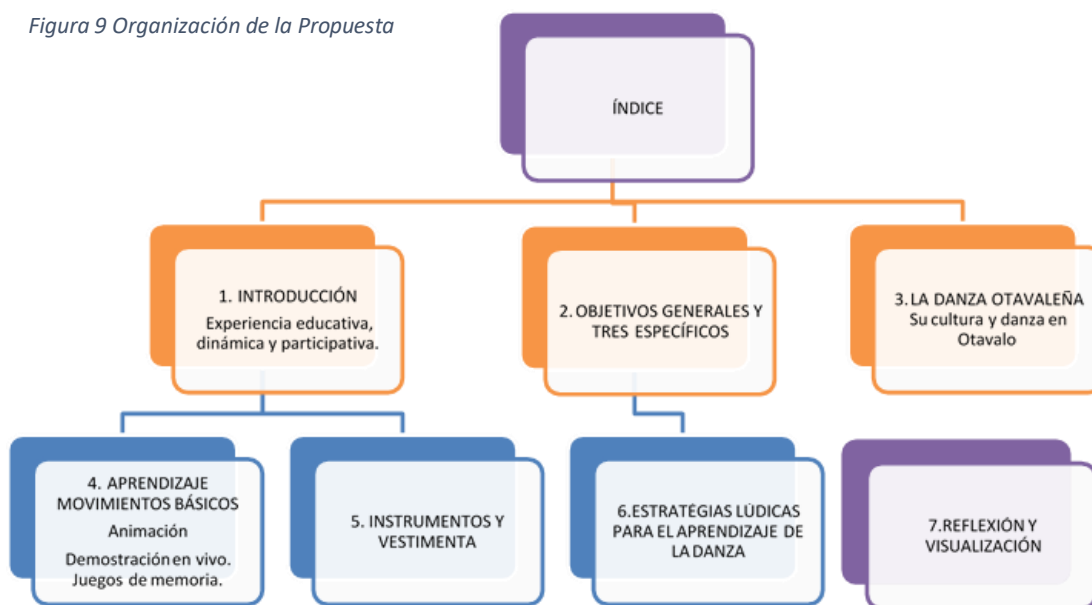 Figura 9 Organización de la Propuesta
ÍNDICE
1. INTRODUCCIÓN
Experiencia educativa,
dinámica y participativa.
2. OBJETIVOS GENERALES Y
TRES ESPECÍFICOS
3. LA DANZA OTAVALEÑA
Su cultura y danza en
Otavalo
4. APRENDIZAJE
MOVIMIENTOS BÁSICOS
Animación
Demostración en vivo.
Juegos de memoria.
5. INSTRUMENTOS Y
VESTIMENTA
6.ESTRATÉGIAS LÚDICAS
PARA EL APRENDIZAJE DE
LA DANZA
7.REFLEXIÓN Y
VISUALIZACIÓN